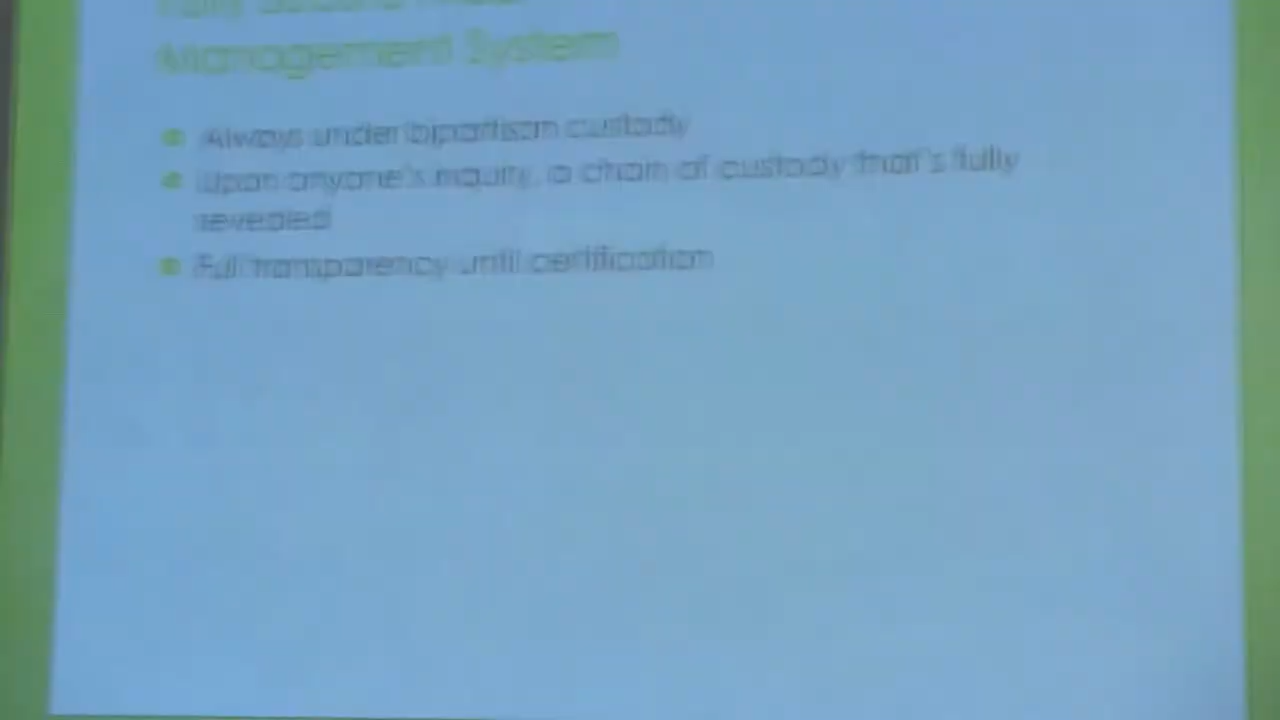 Management System
Always under bipartisan custody
Upon anyone's inquiry, a chain of custody that's fully
revealed
Full transparency until certification